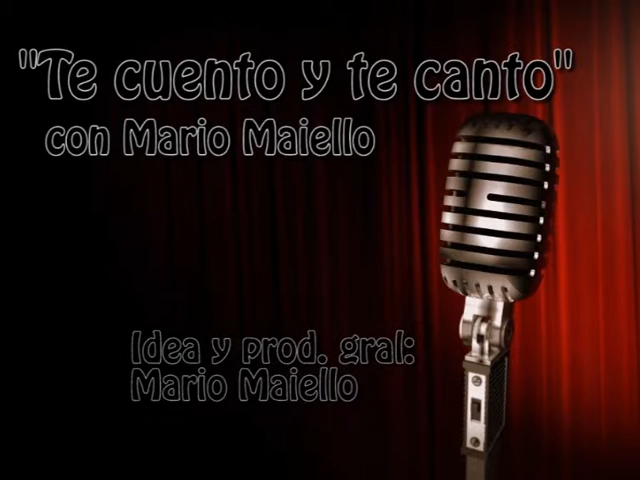 "Te cuento y te canto"
con Mario Maiello
Idea y prod. gral:
Mario Maiello